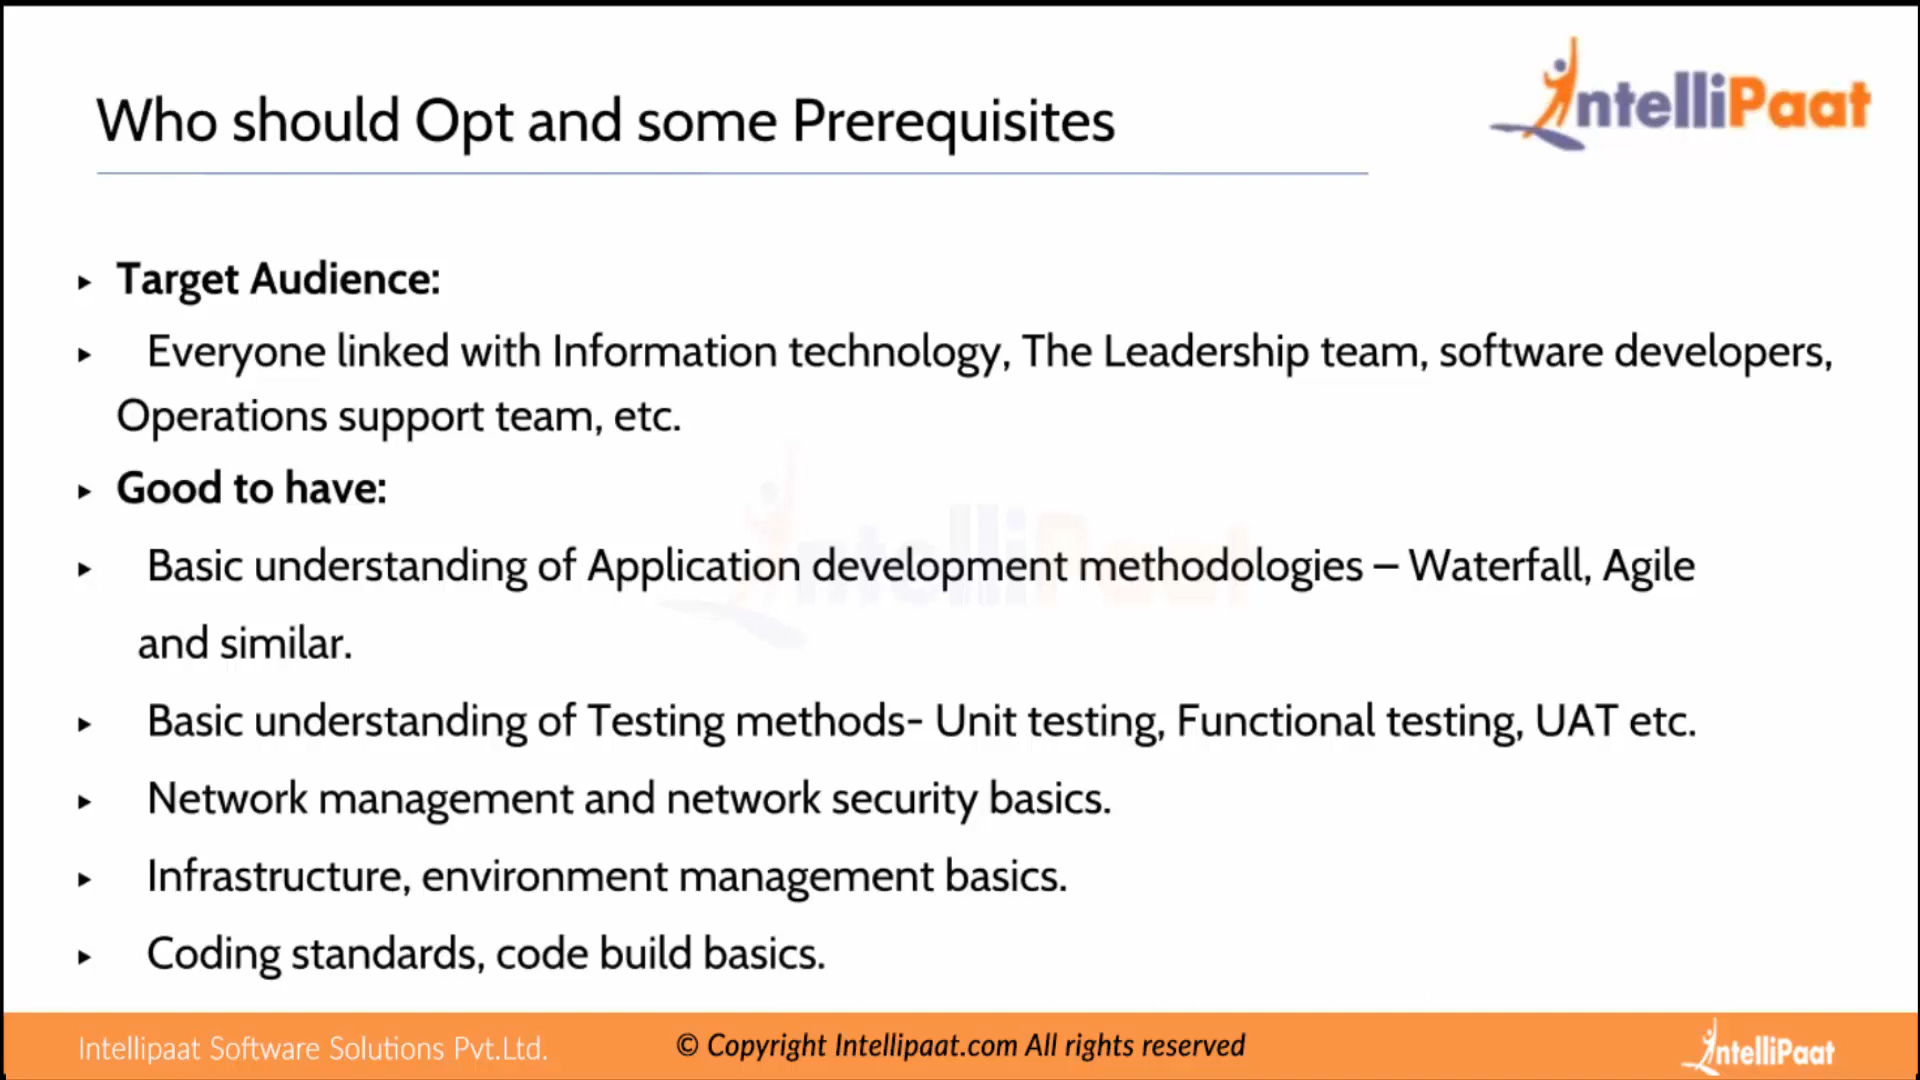 IntelliPaat
Who should Opt and some Prerequisites
▸ Target Audience:
▸ Everyone linked with Information technology, The Leadership team, software developers,
Operations support team, etc.
▸ Good to have:
IntelliPaat
▸ Basic understanding of Application development methodologies – Waterfall, Agile
and similar.
▸ Basic understanding of Testing methods- Unit testing, Functional testing, UAT etc.
▸ Network management and network security basics.
▸ Infrastructure, environment management basics.
▸ Coding standards, code build basics.
Intellipaat Software Solutions Pvt.Ltd.
© Copyright Intellipaat.com All rights reserved
IntelliPaat